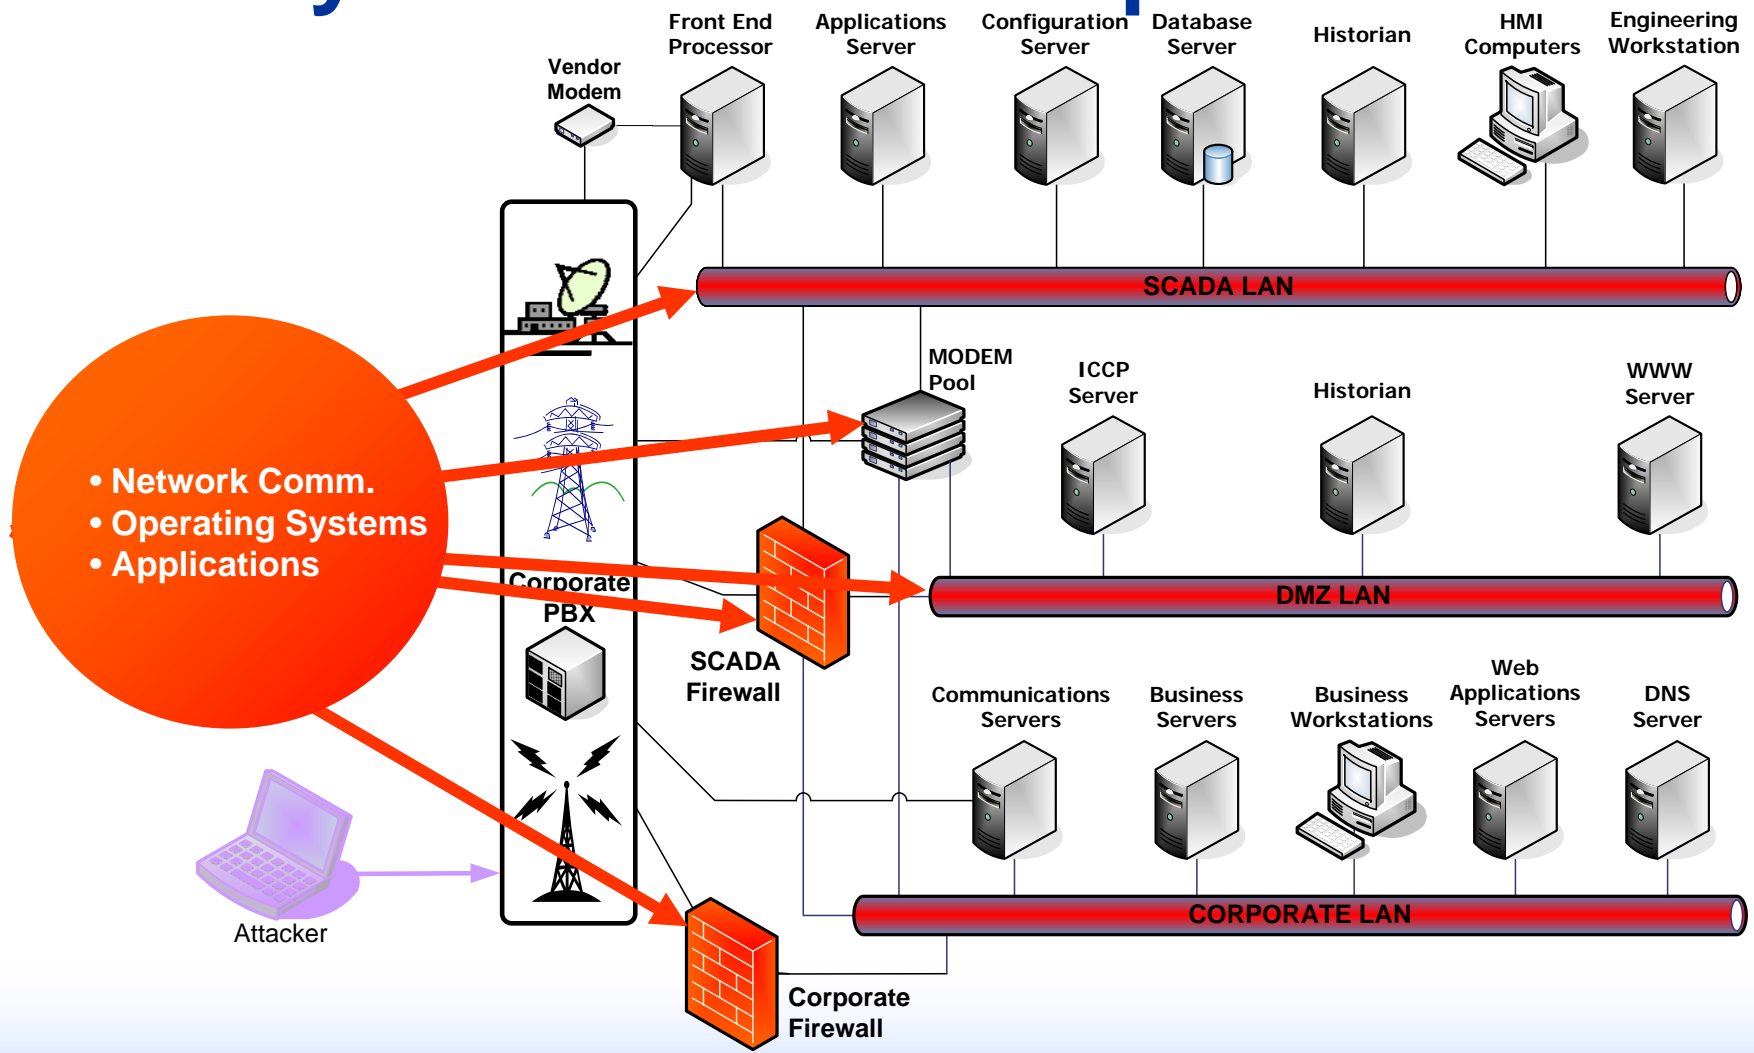 Front End
Processor
Applications
Server
Configuration
Server
Database
Server
Historian
HMI
Computers
Engineering
Workstation
Vendor
Modem
SCADA LAN
MODEM
Pool
ICCP
Server
Historian
WWW
Server
• Network Comm.
• Operating Systems
• Applications
Corporate
PBX
DMZ LAN
SCADA
Firewall
Communications
Servers
Business
Servers
Business
Workstations
Web
Applications
Servers
DNS
Server
CORPORATE LAN
Attacker
Corporate
Firewall